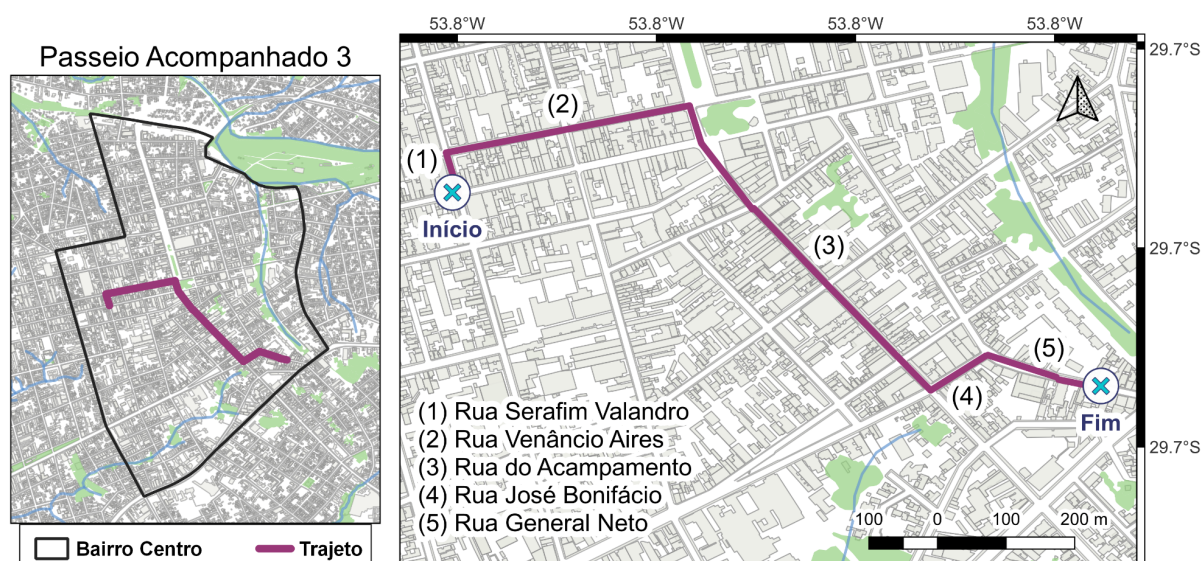 Passeio Acompanhado 3
Bairro Centro
Trajeto
53.8°W 53.8°W 53.8°W 53.8°W
29.7°S
29.7°S
29.7°S
(1)
(2)
(3)
(4)
(5)
Início
Fim
(1) Rua Serafim Valandro
(2) Rua Venâncio Aires
(3) Rua do Acampamento
(4) Rua José Bonifácio
(5) Rua General Neto
100 0 100 200 m